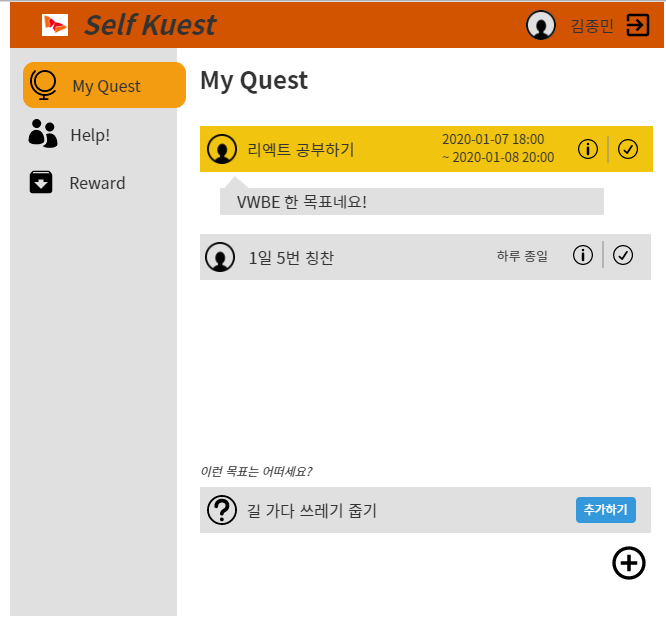 Self Kuest
김종민
My Quest
Help!
Reward
My Quest
리엑트 공부하기
2020-01-07 18:00
~ 2020-01-08 20:00
VWBE 한 목표네요!
1일 5번 칭찬
하루 종일
이런 목표는 어떠세요?
길 가다 쓰레기 줍기
추가하기